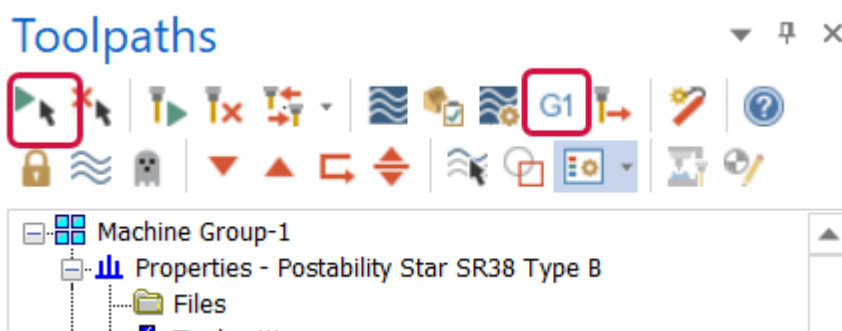 Toolpaths
G1
Machine Group-1
Properties - Postability Star SR38 Type B
Files